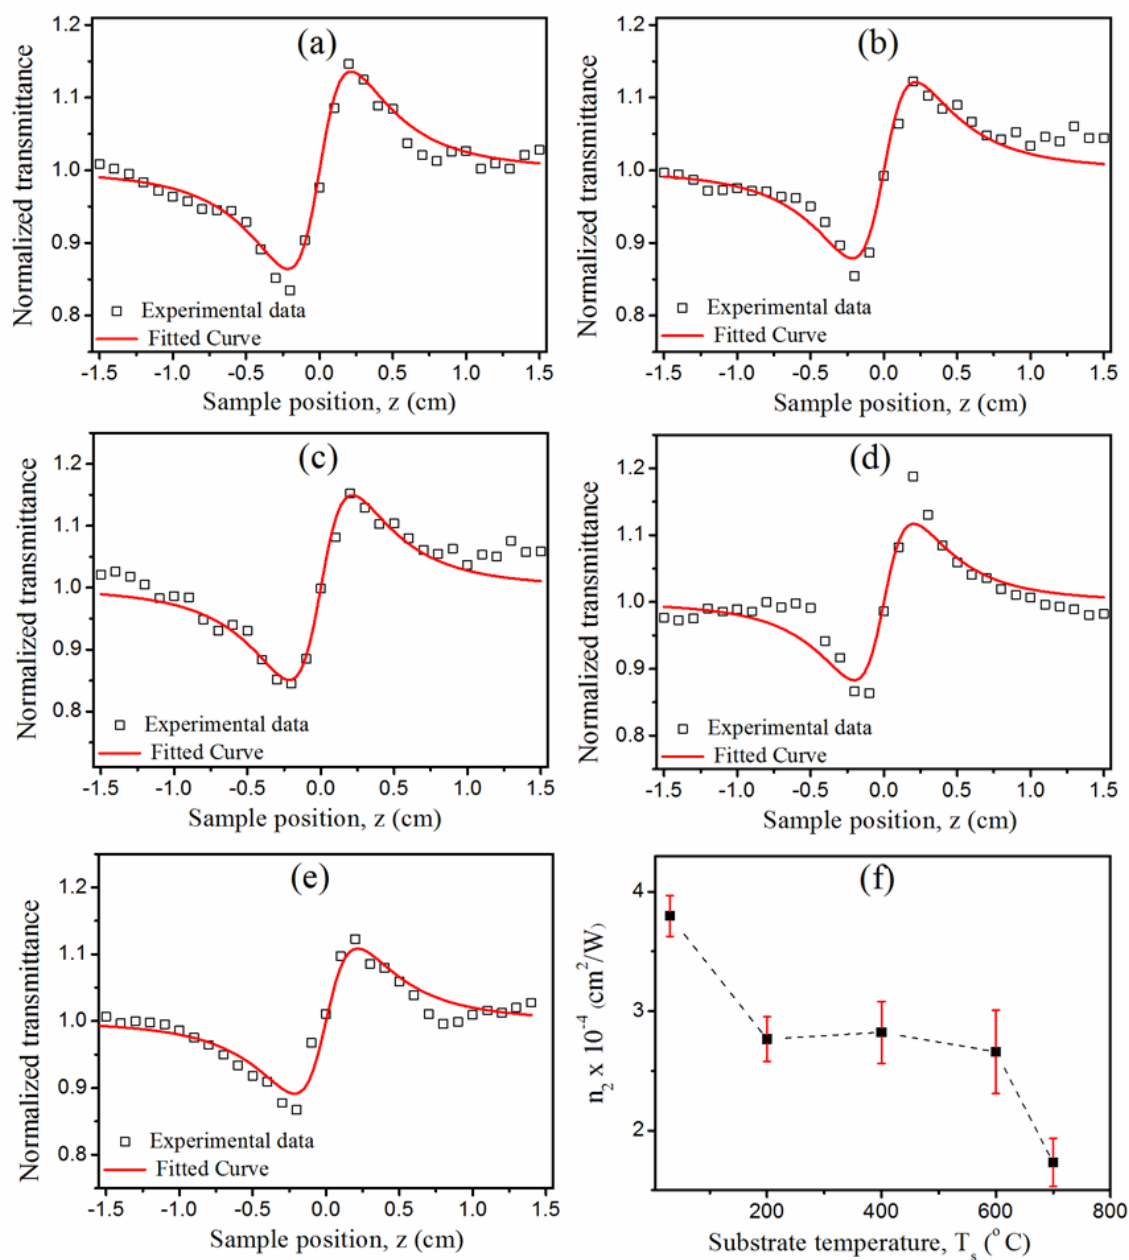 (a)
Normalized transmittance
1.2
1.1
1.0
0.9
0.8
Experimental data
Fitted Curve
-1.5 -1.0 -0.5 0.0 0.5 1.0 1.5
Sample position, z (cm)
(b)
Normalized transmittance
1.2
1.1
1.0
0.9
0.8
Experimental data
Fitted Curve
-1.5 -1.0 -0.5 0.0 0.5 1.0 1.5
Sample position, z (cm)
(c)
Normalized transmittance
1.2
1.1
1.0
0.9
0.8
Experimental data
Fitted Curve
-1.5 -1.0 -0.5 0.0 0.5 1.0 1.5
Sample position, z (cm)
(d)
Normalized transmittance
1.2
1.1
1.0
0.9
0.8
Experimental data
Fitted Curve
-1.5 -1.0 -0.5 0.0 0.5 1.0 1.5
Sample position, z (cm)
(e)
Normalized transmittance
1.2
1.1
1.0
0.9
0.8
Experimental data
Fitted Curve
-1.5 -1.0 -0.5 0.0 0.5 1.0 1.5
Sample position, z (cm)
(f)
n₂ x 10⁻⁴ (cm²/W)
4
3
2
200 400 600 800
Substrate temperature, Tₛ (° C)